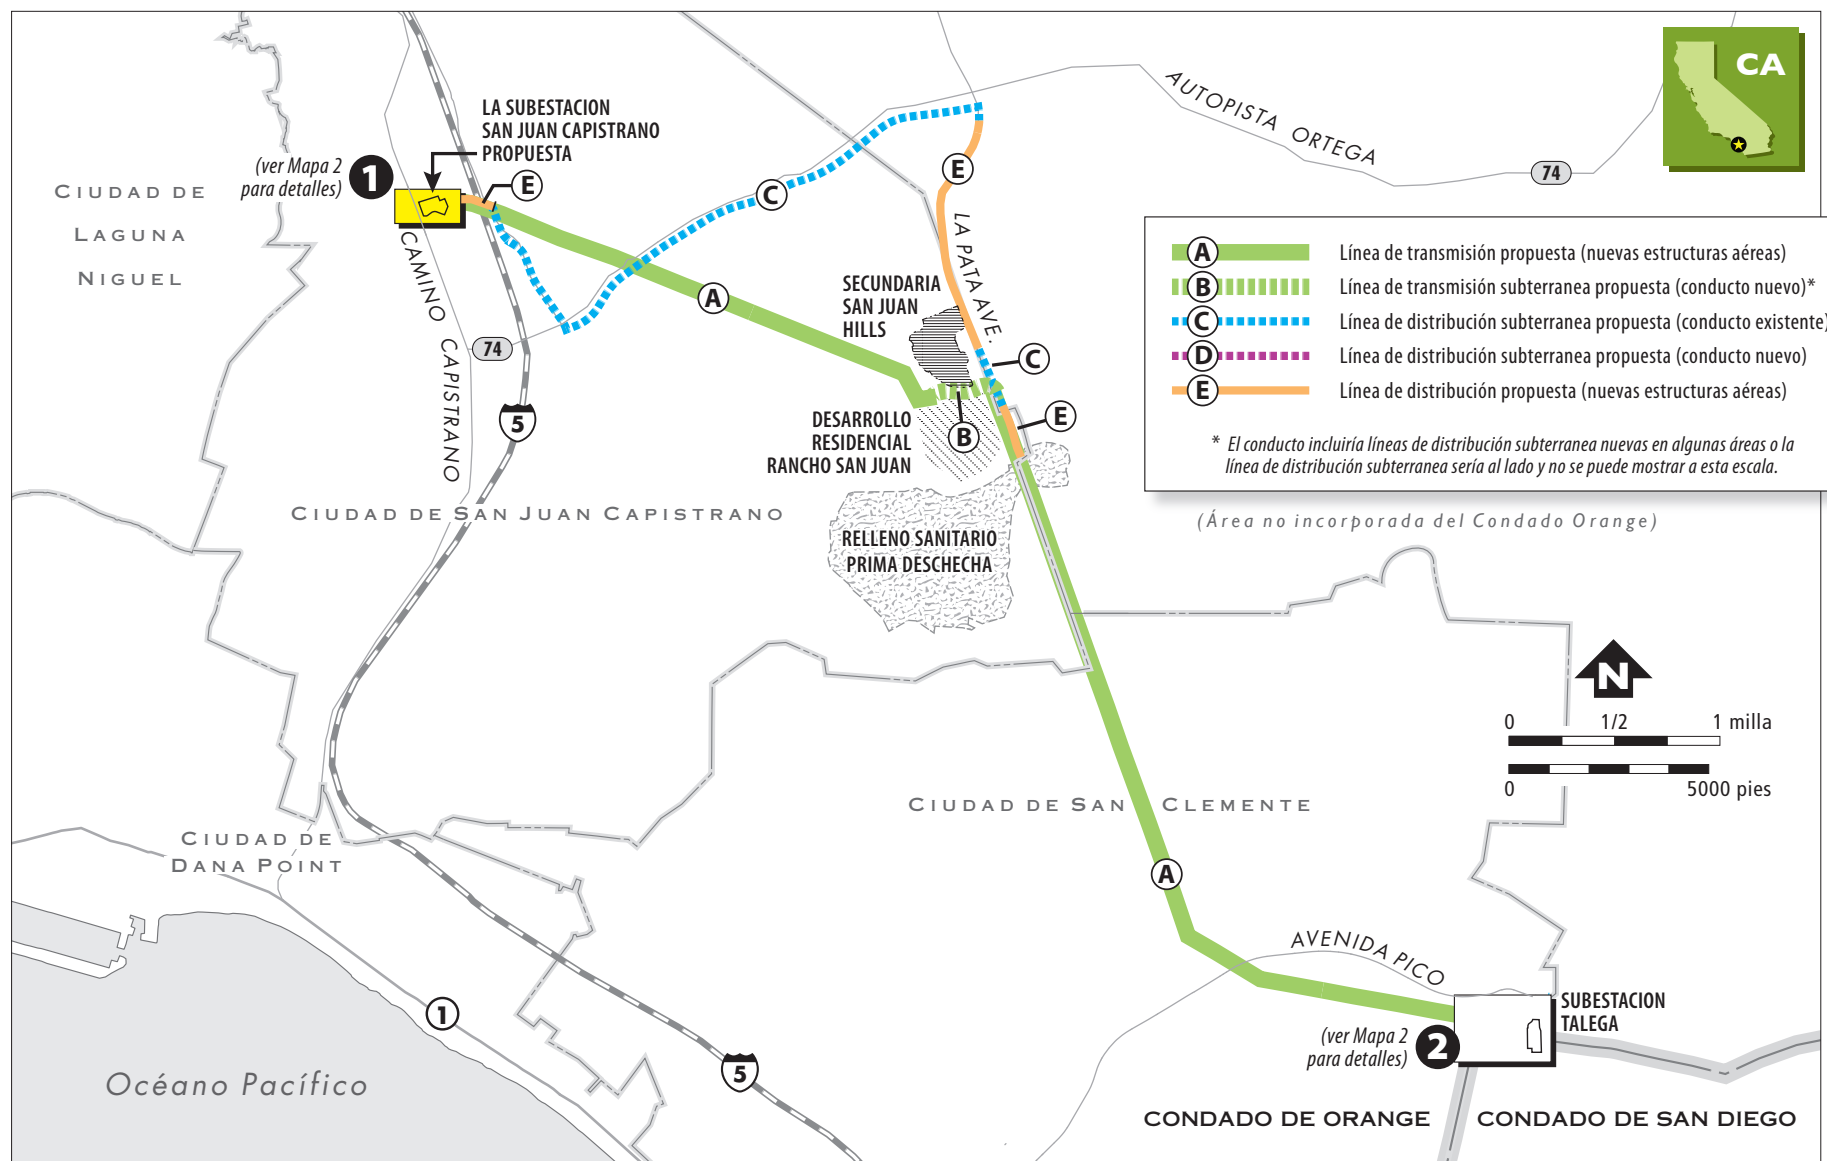 CA
LA SUBESTACION
SAN JUAN CAPISTRANO
PROPUESTA
(ver Mapa 2
para detalles)
1
E
CIUDAD DE
LAGUNA
NIGUEL
CAMINO CAPISTRANO
74
5
C
A
E
LA PATA AVE.
AUTOPISTA ORTEGA
74
SECUNDARIA
SAN JUAN
HILLS
C
E
B
DESARROLLO
RESIDENCIAL
RANCHO SAN JUAN
A Línea de transmisión propuesta (nuevas estructuras aéreas)
B Línea de transmisión subterranea propuesta (conducto nuevo)*
C Línea de distribución subterranea propuesta (conducto existente)
D Línea de distribución subterranea propuesta (conducto nuevo)
E Línea de distribución propuesta (nuevas estructuras aéreas)
* El conducto incluiría líneas de distribución subterranea nuevas en algunas áreas o la
línea de distribución subterranea sería al lado y no se puede mostrar a esta escala.
(Área no incorporada del Condado Orange)
CIUDAD DE SAN JUAN CAPISTRANO
RELLENO SANITARIO
PRIMA DESCHECHA
N
0 1/2 1 milla
0 5000 pies
CIUDAD DE SAN CLEMENTE
CIUDAD DE
DANA POINT
A
AVENIDA PICO
SUBESTACION
TALEGA
(ver Mapa 2
para detalles)
2
1
5
Océano Pacífico
CONDADO DE ORANGE
CONDADO DE SAN DIEGO